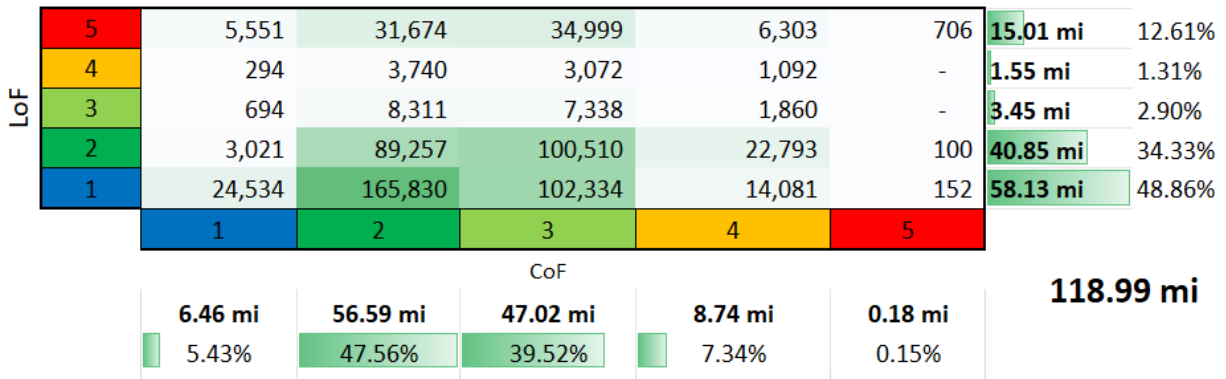 5 5,551 31,674 34,999 6,303 706 15.01 mi 12.61%
4 294 3,740 3,072 1,092 - 1.55 mi 1.31%
LoF
3 694 8,311 7,338 1,860 - 3.45 mi 2.90%
2 3,021 89,257 100,510 22,793 100 40.85 mi 34.33%
1 24,534 165,830 102,334 14,081 152 58.13 mi 48.86%
1 2 3 4 5
CoF
118.99 mi
6.46 mi 56.59 mi 47.02 mi 8.74 mi 0.18 mi
5.43% 47.56% 39.52% 7.34% 0.15%